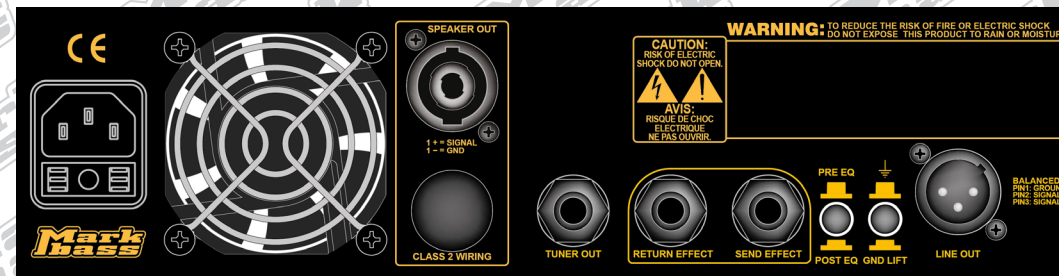 CE
Mark
bass
SPEAKER OUT
1 + = SIGNAL
1 – = GND
CLASS 2 WIRING
TUNER OUT
RETURN EFFECT
SEND EFFECT
CAUTION:
RISK OF ELECTRIC
SHOCK DO NOT OPEN.
AVIS:
RISQUE DE CHOC
ELECTRIQUE
NE PAS OUVRIR.
WARNING: TO REDUCE THE RISK OF FIRE OR ELECTRIC SHOCK
DO NOT EXPOSE THIS PRODUCT TO RAIN OR MOISTUR
PRE EQ
POST EQ
GND LIFT
BALANCED
PIN1: GROUN
PIN2: SIGNAL
PIN3: SIGNAL
LINE OUT